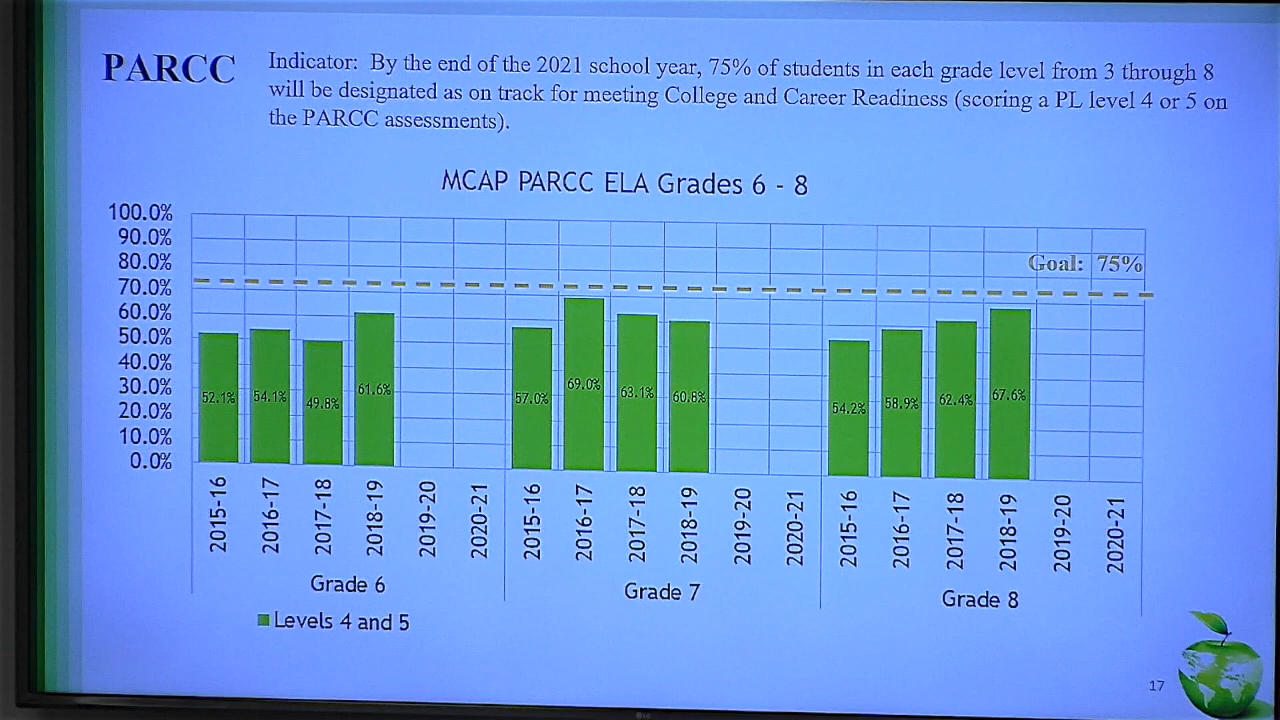 PARCC
Indicator: By the end of the 2021 school year, 75% of students in each grade level from 3 through 8
will be designated as on track for meeting College and Career Readiness (scoring a PL level 4 or 5 on
the PARCC assessments).
MCAP PARCC ELA Grades 6 - 8
100.0%
90.0%
80.0%
70.0%
60.0%
50.0%
40.0%
30.0%
20.0%
10.0%
0.0%
Goal: 75%
52.1% 54.1% 49.8% 61.6% 57.0% 69.0% 63.1% 60.8% 54.2% 58.9% 62.4% 67.6%
2015-16 2016-17 2017-18 2018-19 2019-20 2020-21 2015-16 2016-17 2017-18 2018-19 2019-20 2020-21 2015-16 2016-17 2017-18 2018-19 2019-20 2020-21
Grade 6 Grade 7 Grade 8
Levels 4 and 5
17
LG